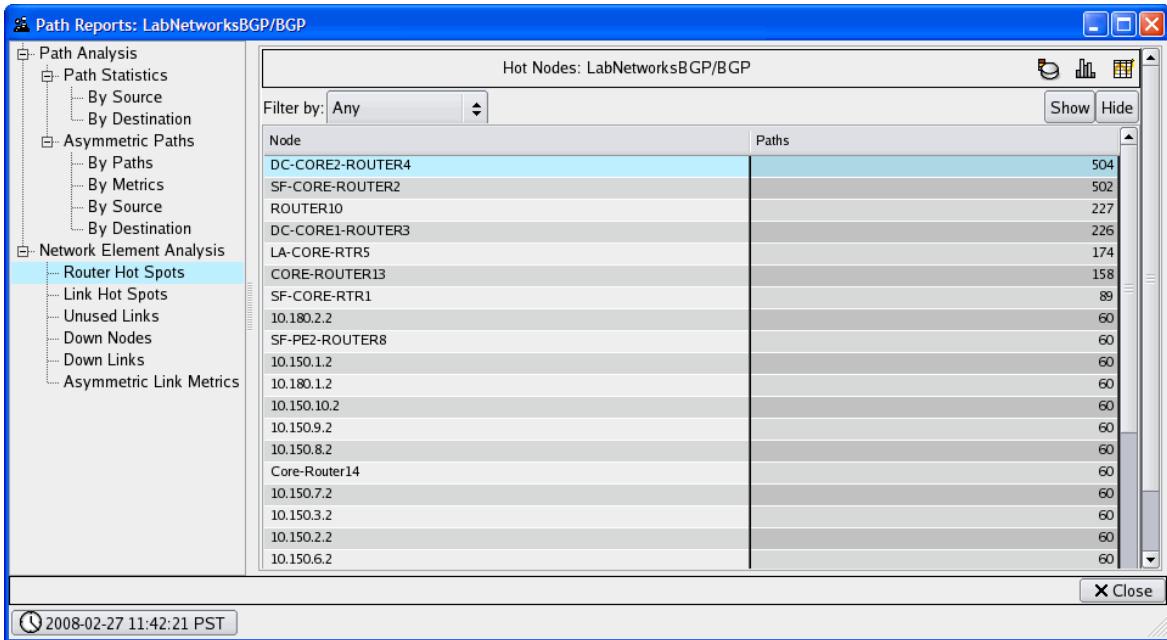 Path Reports: LabNetworksBGP/BGP
Path Analysis
Path Statistics
By Source
By Destination
Asymmetric Paths
By Paths
By Metrics
By Source
By Destination
Network Element Analysis
Router Hot Spots
Link Hot Spots
Unused Links
Down Nodes
Down Links
Asymmetric Link Metrics
Hot Nodes: LabNetworksBGP/BGP
Filter by: Any Show Hide
Node Paths
DC-CORE2-ROUTER4 504
SF-CORE-ROUTER2 502
ROUTER10 227
DC-CORE1-ROUTER3 226
LA-CORE-RTR5 174
CORE-ROUTER13 158
SF-CORE-RTR1 89
10.180.2.2 60
SF-PE2-ROUTER8 60
10.150.1.2 60
10.180.1.2 60
10.150.10.2 60
10.150.9.2 60
10.150.8.2 60
Core-Router14 60
10.150.7.2 60
10.150.3.2 60
10.150.2.2 60
10.150.6.2 60
Close
2008-02-27 11:42:21 PST